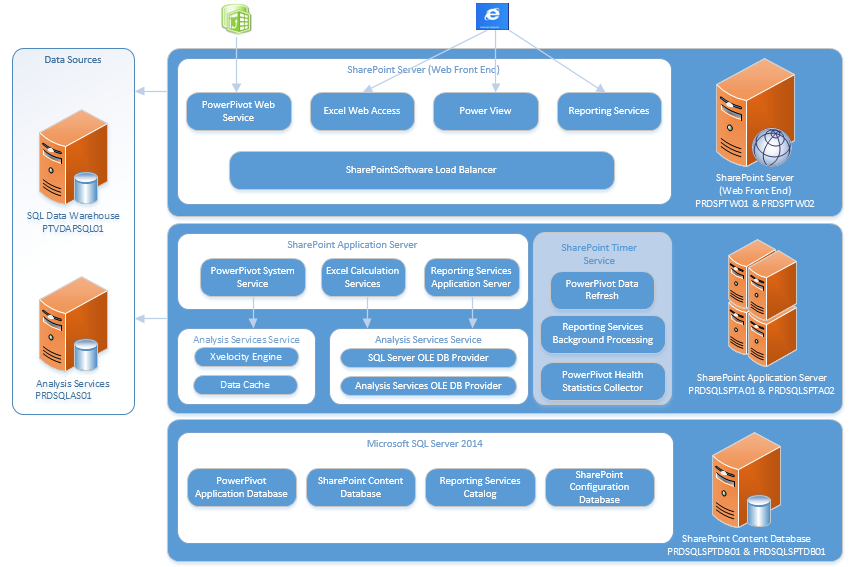 Data Sources
SQL Data Warehouse
PTVDAPSQL01
Analysis Services
PRDSQLAS01
SharePoint Server (Web Front End)
PowerPivot Web
Service
Excel Web Access
Power View
Reporting Services
SharePointSoftware Load Balancer
SharePoint Server
(Web Front End)
PRDSPTW01 & PRDSPTW02
SharePoint Application Server
PowerPivot System
Service
Excel Calculation
Services
Reporting Services
Application Server
Analysis Services Service
Xvelocity Engine
Data Cache
Analysis Services Service
SQL Server OLE DB Provider
Analysis Services OLE DB Provider
SharePoint Timer
Service
PowerPivot Data
Refresh
Reporting Services
Background Processing
PowerPivot Health
Statistics Collector
SharePoint Application Server
PRDSQLSPTA01 & PRDSQLSPTA02
Microsoft SQL Server 2014
PowerPivot
Application Database
SharePoint Content
Database
Reporting Services
Catalog
SharePoint
Configuration
Database
SharePoint Content Database
PRDSQLSPTDB01 & PRDSQLSPTDB01